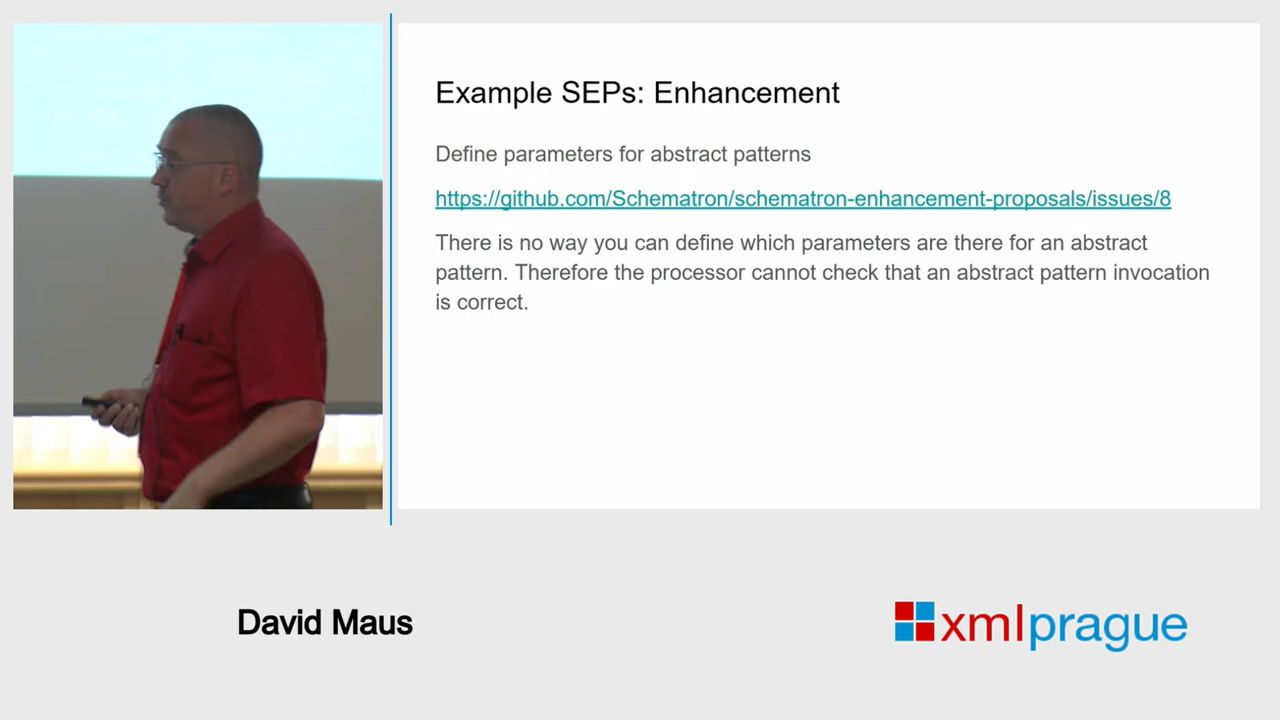 Example SEPs: Enhancement
Define parameters for abstract patterns
https://github.com/Schematron/schematron-enhancement-proposals/issues/8
There is no way you can define which parameters are there for an abstract
pattern. Therefore the processor cannot check that an abstract pattern invocation
is correct.
David Maus
xmlprague